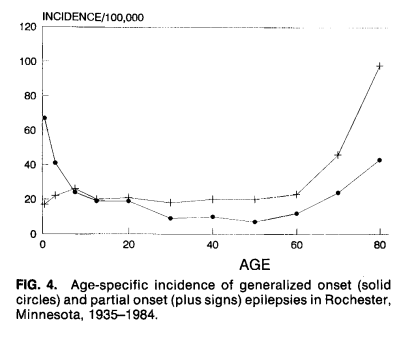 INCIDENCE/100,000
120
100
80
60
40
20
0
0 20 40 60 80
AGE
FIG. 4. Age-specific incidence of generalized onset (solid
circles) and partial onset (plus signs) epilepsies in Rochester,
Minnesota, 1935–1984.